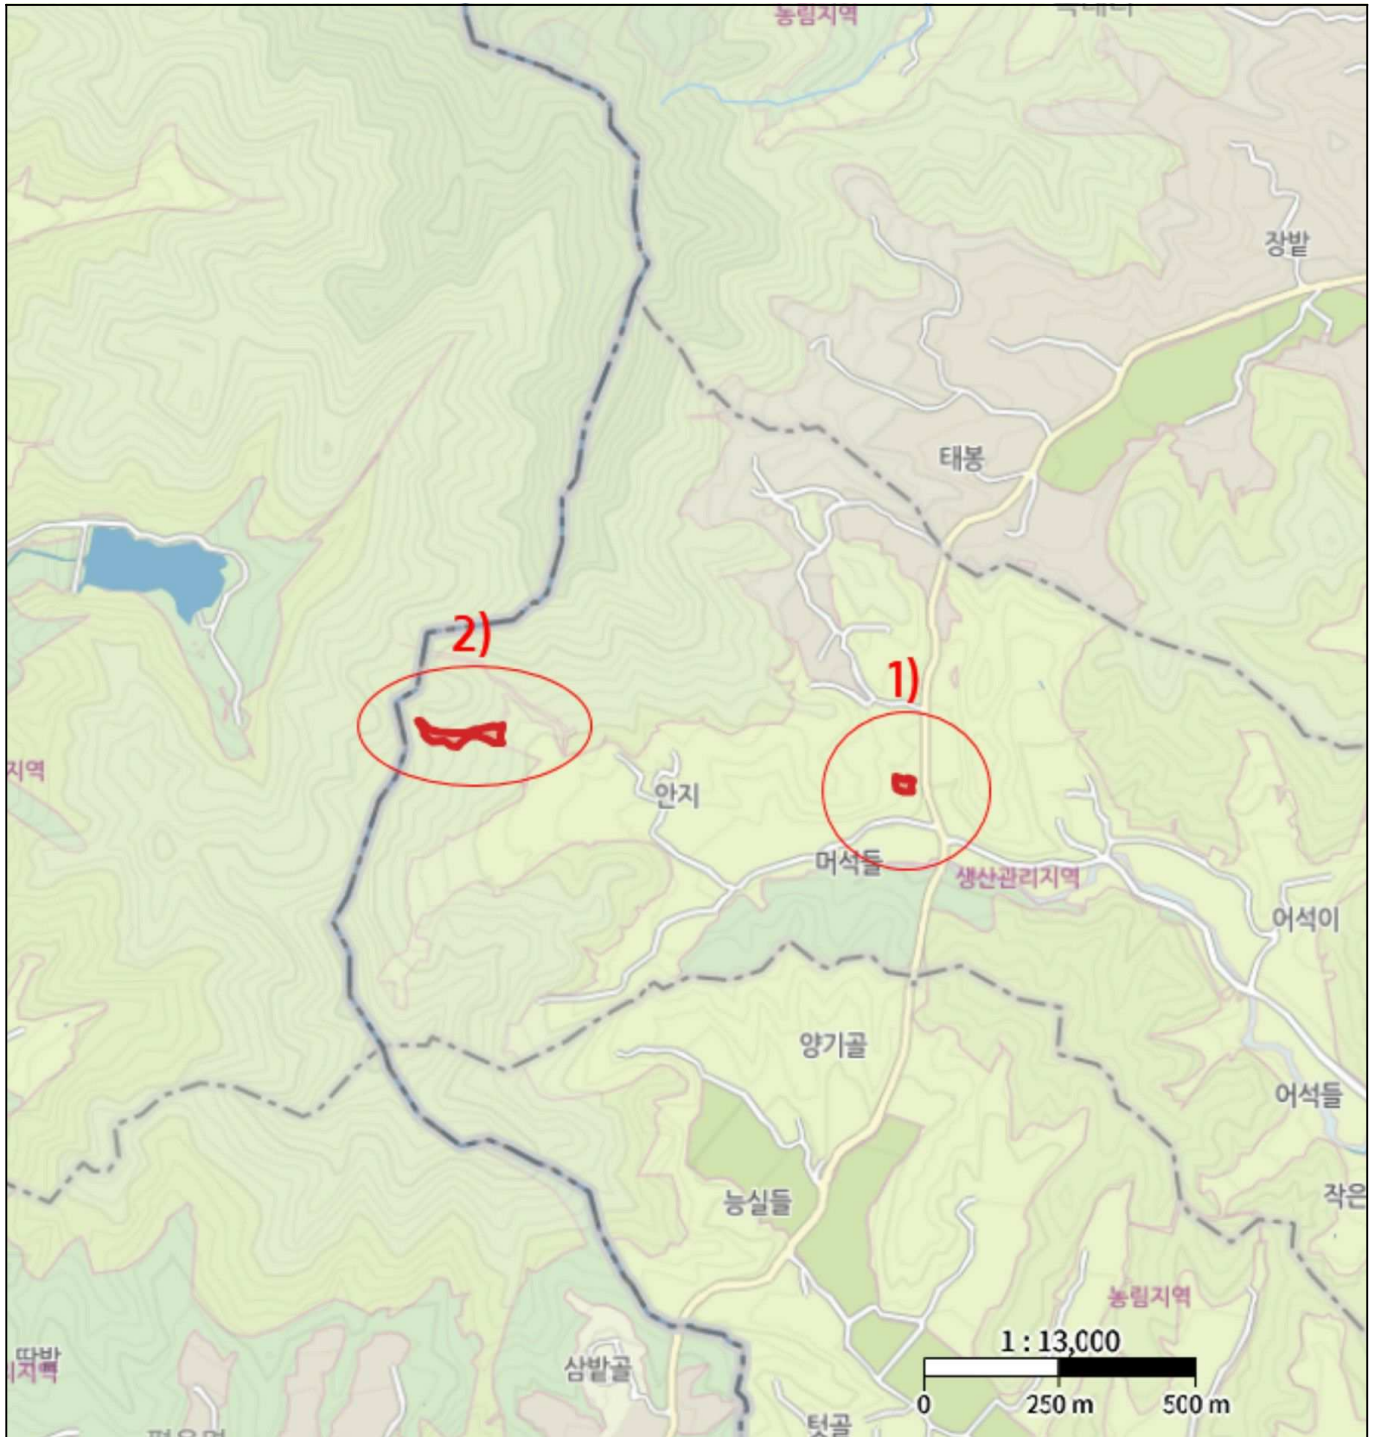 농림지역
장밭
태봉
2)
1)
지역
안지
머석들
생산관리지역
어석이
양기골
어석들
능실들
작은
농림지역
1 : 13,000
삼밭골
0 250 m 500 m
텃골